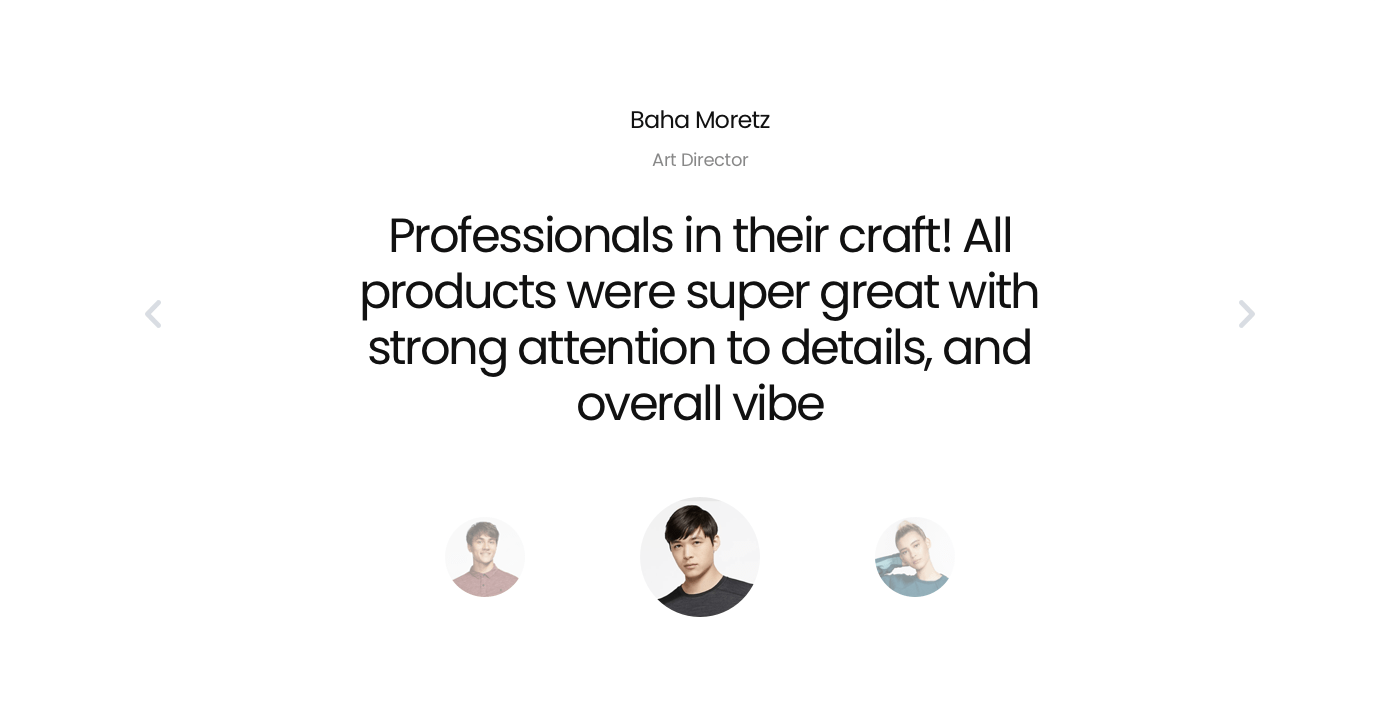 Baha Moretz
Art Director
Professionals in their craft! All
products were super great with
strong attention to details, and
overall vibe